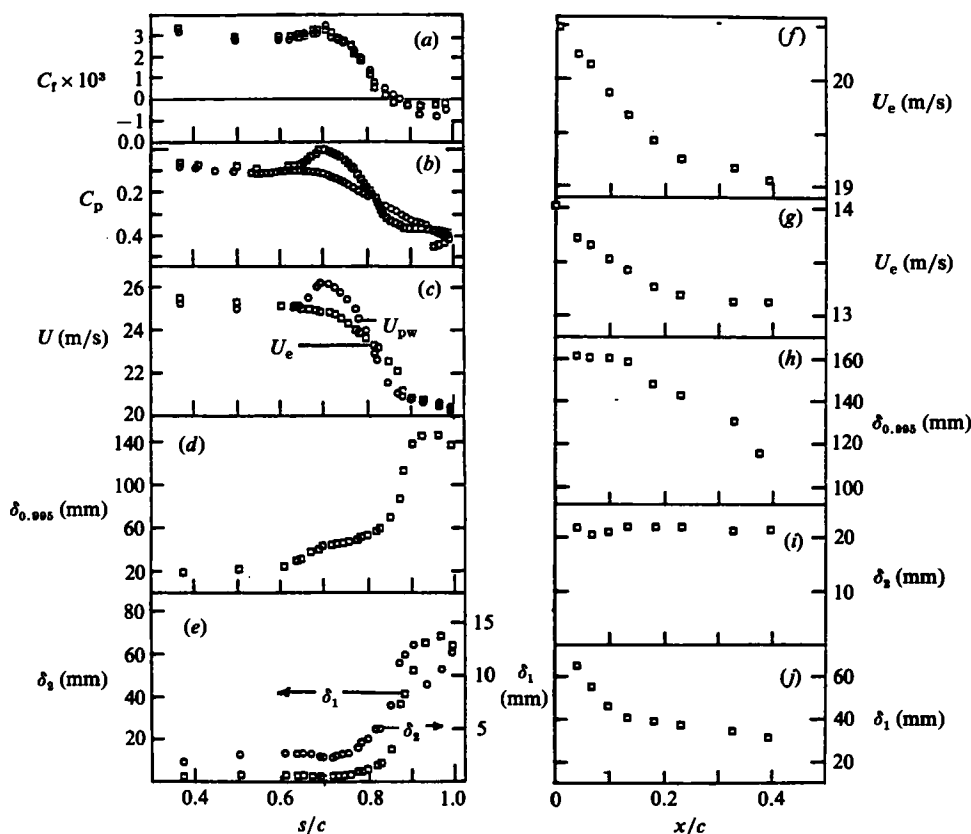 (a)
3
2
1
0
−1
C_f × 10³
0.0
(b)
0.2
0.4
C_p
(c)
26
24
22
20
U (m/s)
U_pw
U_e
(d)
140
100
60
20
δ_0.995 (mm)
(e)
80
60
40
20
δ_2 (mm)
δ_1
δ_2
15
10
5
δ_1
(mm)
0.4
0.6
0.8
1.0
s/c
(f)
20
19
U_e (m/s)
(g)
14
13
U_e (m/s)
(h)
160
140
120
100
δ_0.995 (mm)
(i)
20
10
δ_2 (mm)
(j)
60
40
20
δ_1 (mm)
0
0.2
0.4
x/c